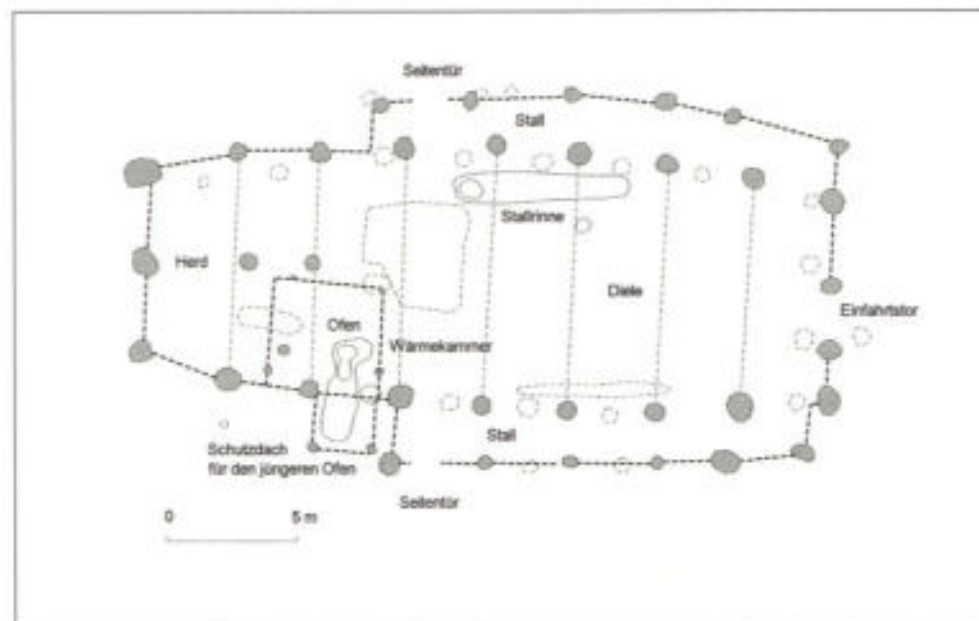 Seitentür
Stall
Stallrinne
Herd
Diele
Einfahrtstor
Ofen
Wärmekammer
Stall
Schutzdach
für den jüngeren Ofen
Seitentür
0 5 m